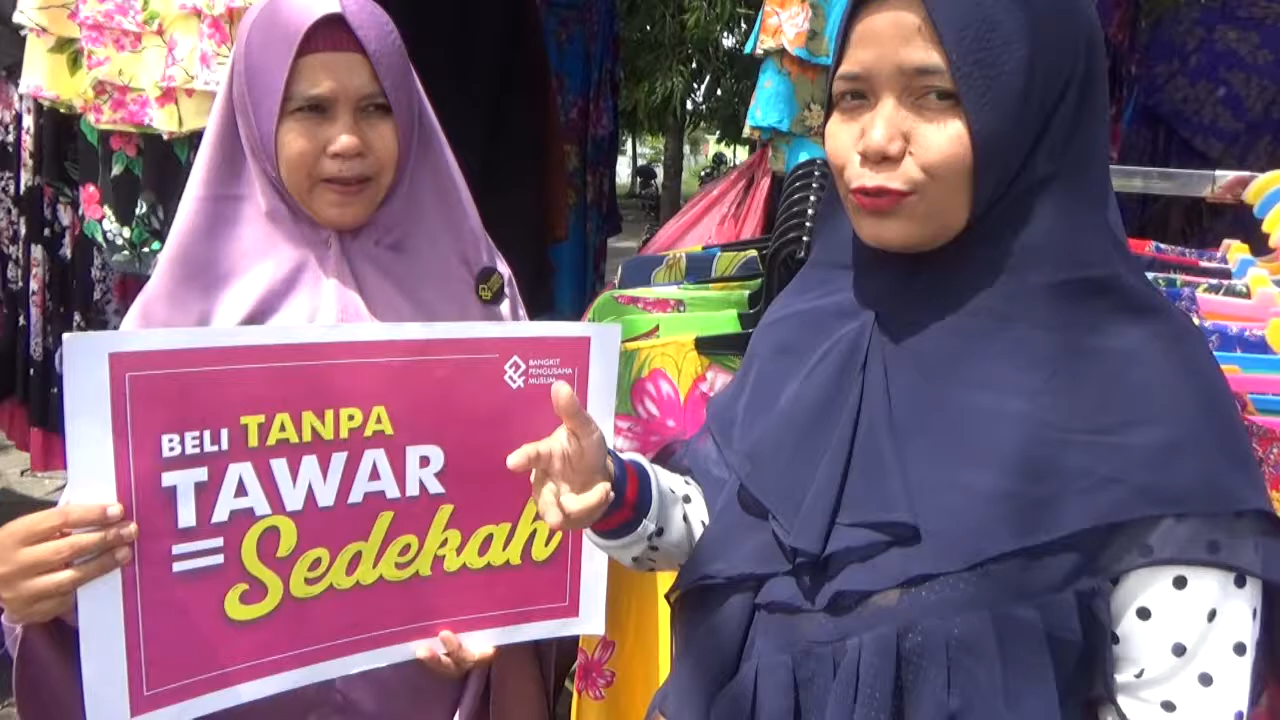 BANGKIT
PENGUSAHA
MUSLIM
BELI TANPA
TAWAR
= Sedekah